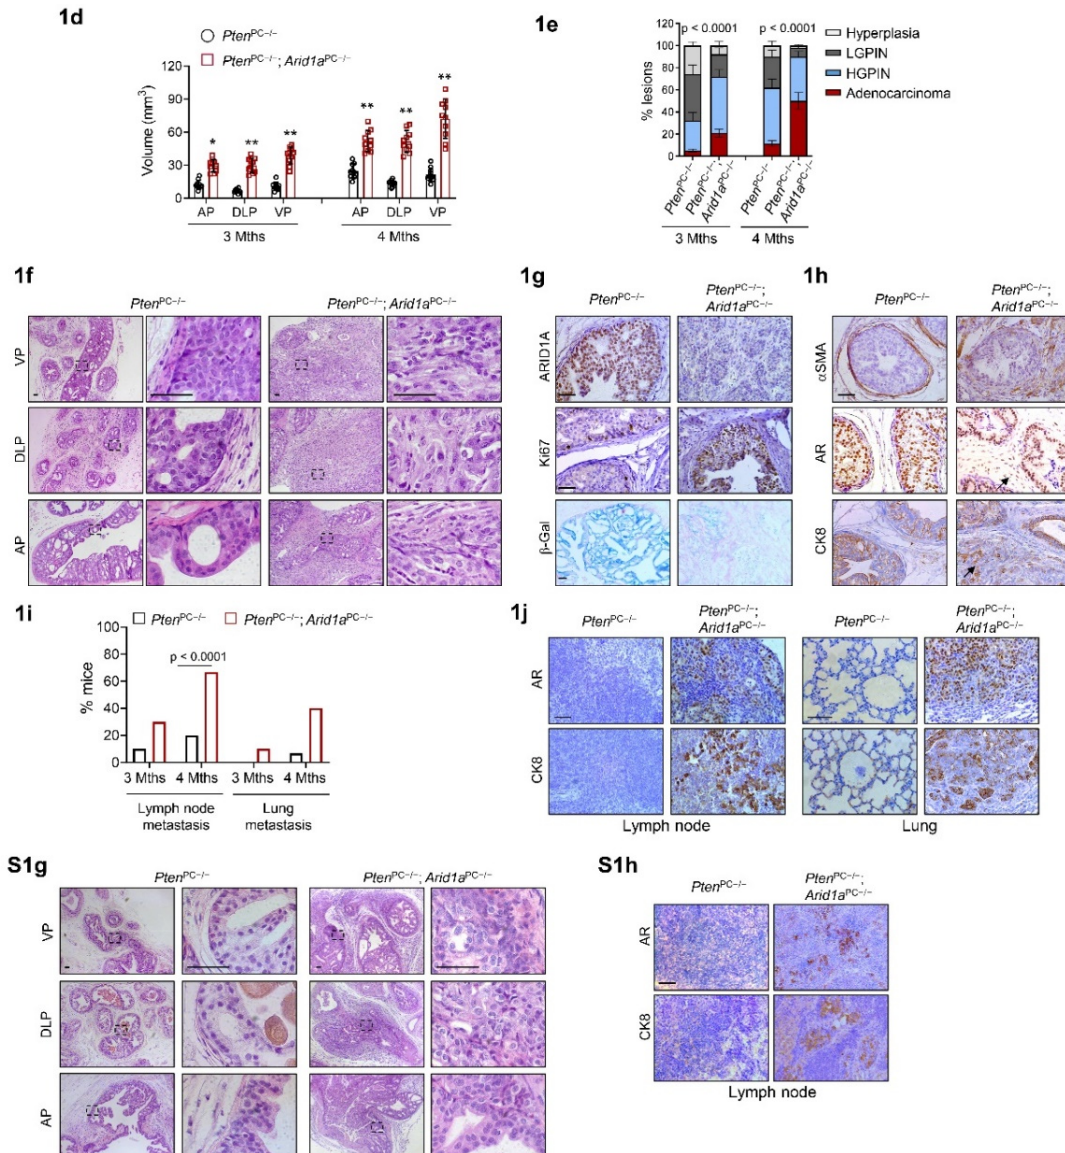 1d
Pten^PC−/−
Pten^PC−/−; Arid1a^PC−/−
Volume (mm³)
120
90
60
30
0
* ** ** ** ** **
AP DLP VP AP DLP VP
3 Mths 4 Mths
1e
p < 0.0001 p < 0.0001
Hyperplasia
LGPIN
HGPIN
Adenocarcinoma
% lesions
120
100
80
60
40
20
0
Pten^PC−/−
Pten^PC−/−;
Arid1a^PC−/−
Pten^PC−/−
Pten^PC−/−;
Arid1a^PC−/−
3 Mths 4 Mths
1f
Pten^PC−/− Pten^PC−/−; Arid1a^PC−/−
VP
DLP
AP
1g
Pten^PC−/− Pten^PC−/−;
Arid1a^PC−/−
ARID1A
Ki67
β-Gal
1h
Pten^PC−/− Pten^PC−/−;
Arid1a^PC−/−
αSMA
AR
CK8
1i
Pten^PC−/− Pten^PC−/−; Arid1a^PC−/−
% mice
100
80
60
40
20
0
p < 0.0001
3 Mths 4 Mths 3 Mths 4 Mths
Lymph node Lung
metastasis metastasis
1j
Pten^PC−/− Pten^PC−/−;
Arid1a^PC−/−
Pten^PC−/− Pten^PC−/−;
Arid1a^PC−/−
AR
CK8
Lymph node Lung
S1g
Pten^PC−/− Pten^PC−/−; Arid1a^PC−/−
VP
DLP
AP
S1h
Pten^PC−/− Pten^PC−/−;
Arid1a^PC−/−
AR
CK8
Lymph node